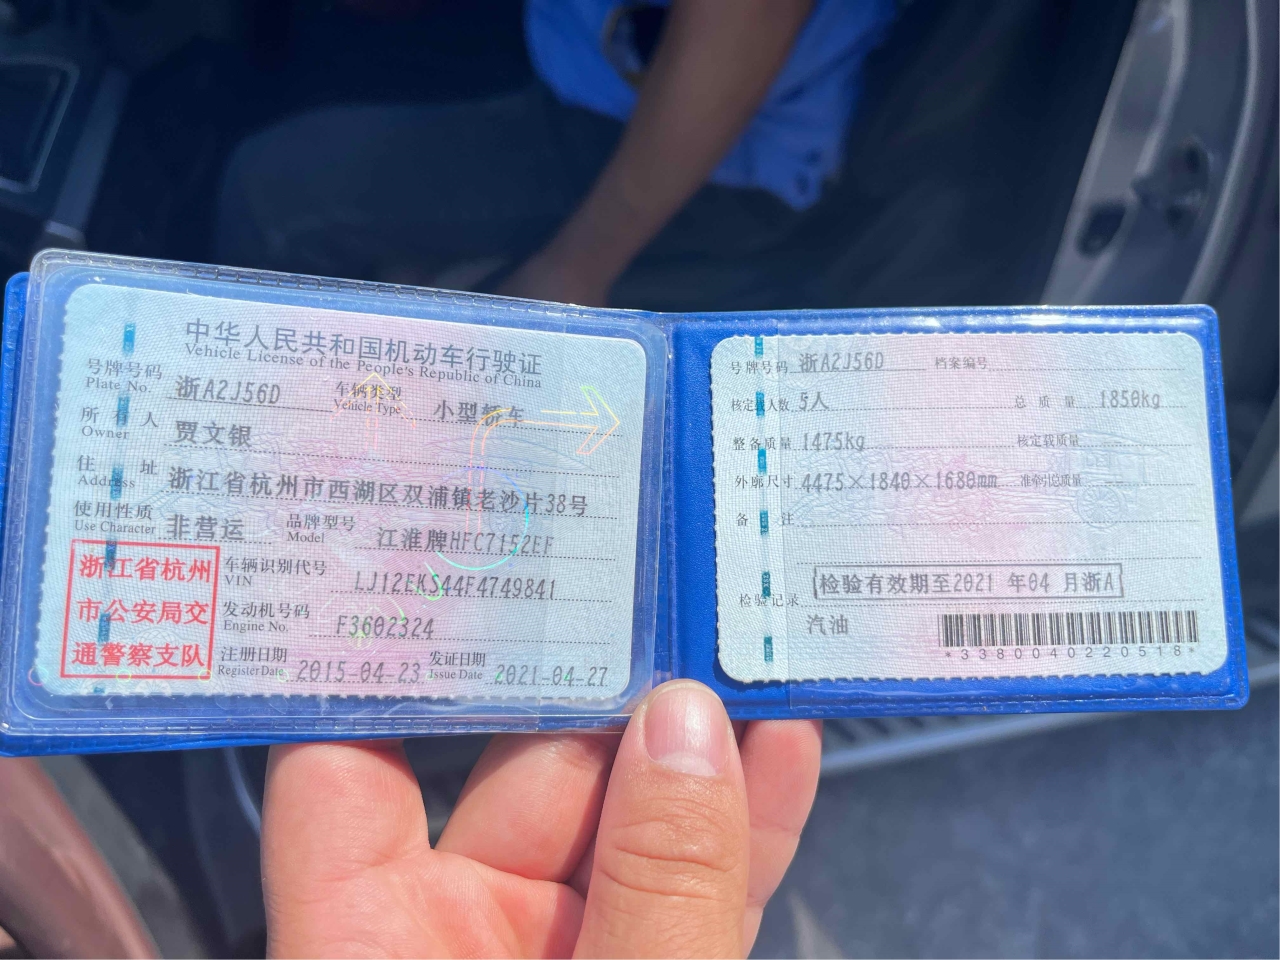 中华人民共和国机动车行驶证
Vehicle License of the People's Republic of China
号牌号码 浙A2J56D 车辆类型 小型轿车
Plate No. Vehicle Type
所有人 贾文银
Owner
住址 浙江省杭州市西湖区双浦镇老沙片38号
Address
使用性质 非营运 品牌型号 江淮牌HFC7152EF
Use Character Model
浙江省杭州
市公安局交
通警察支队
车辆识别代号 LJ12EKS44F4749841
VIN
发动机号码 F3602324
Engine No.
注册日期 2015-04-23 发证日期 2021-04-27
Register Date Issue Date
号牌号码 浙A2J56D 档案编号
核定载人数 5人 总质量 1850kg
整备质量 1475kg 核定载质量
外廓尺寸 4475×1840×1680mm 准牵引总质量
备注
检验有效期至2021 年04 月浙A
检验记录
汽油
*3380040220518*